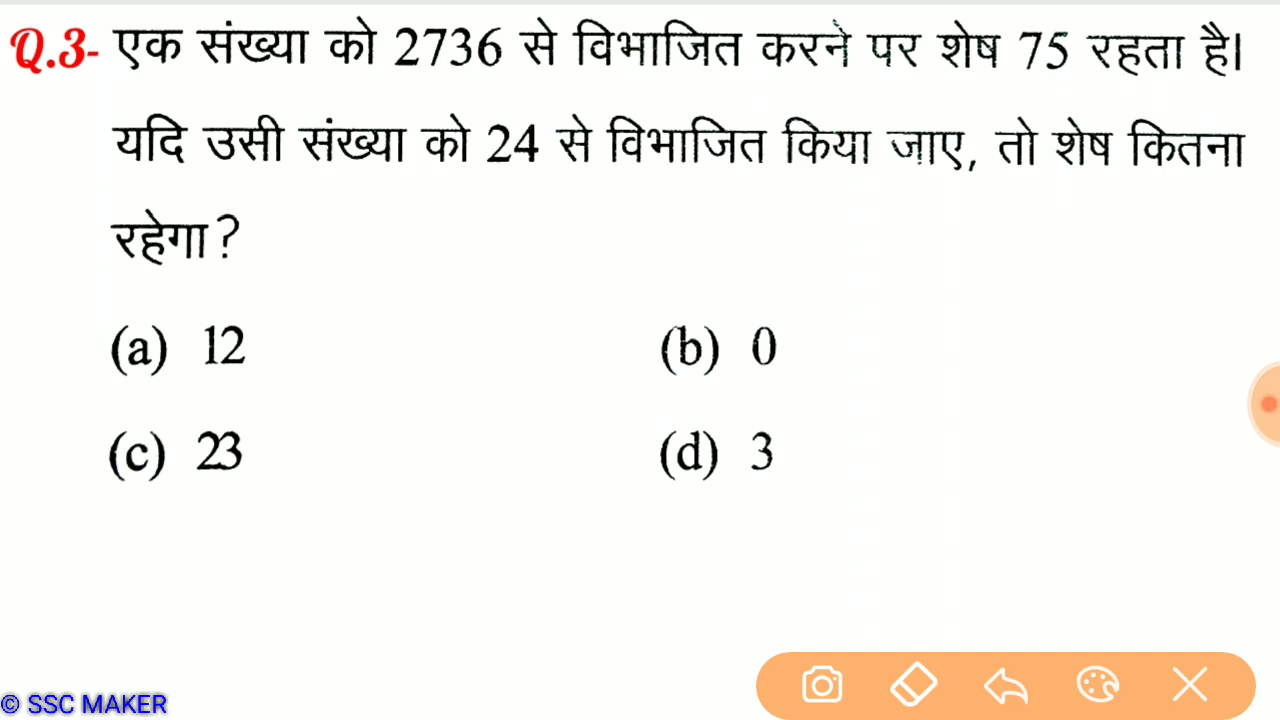 Q.3- एक संख्या को 2736 से विभाजित करने पर शेष 75 रहता है।
यदि उसी संख्या को 24 से विभाजित किया जाए, तो शेष कितना
रहेगा?
(a) 12 (b) 0
(c) 23 (d) 3
© SSC MAKER